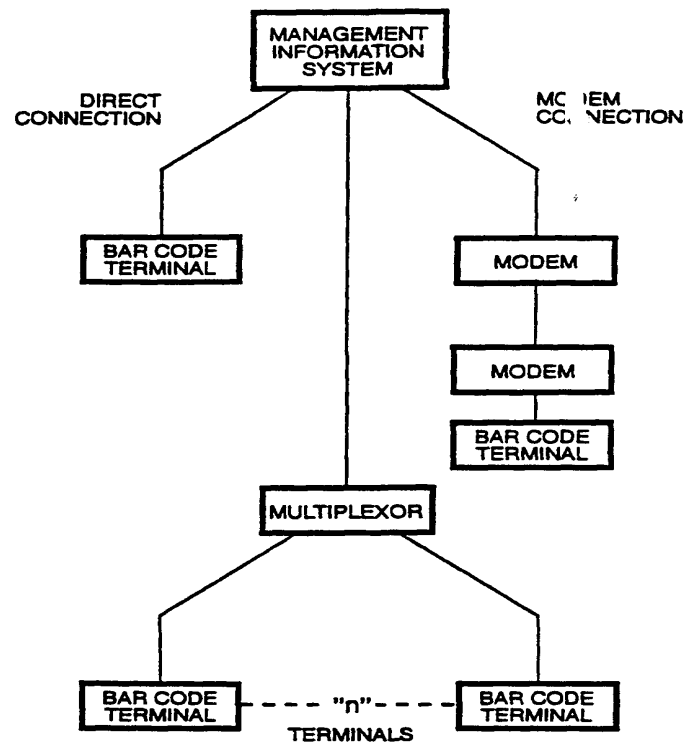 MANAGEMENT
INFORMATION
SYSTEM
DIRECT
CONNECTION
CONNECTION
BAR CODE
TERMINAL
MODEM
MODEM
BAR CODE
TERMINAL
MULTIPLEXOR
BAR CODE
TERMINAL
"n"
TERMINALS
BAR CODE
TERMINAL